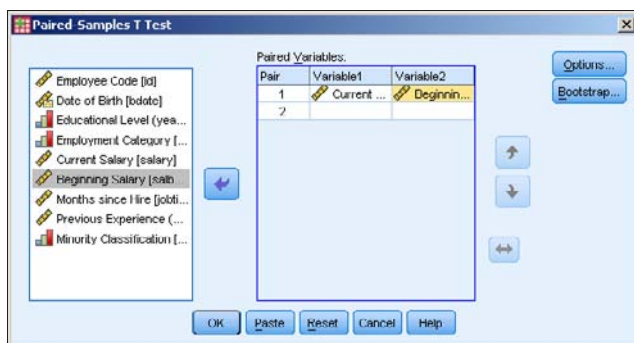 Paired-Samples T Test
Employee Code [id]
Date of Birth [bdate]
Educational Level (yea...
Employment Category [...
Current Salary [salary]
Beginning Salary [salb...
Months since Hire [jobti...
Previous Experience (...
Minority Classification [...
Paired Variables:
Pair Variable1 Variable2
1 Current ... Beginnin...
2
Options...
Bootstrap...
OK Paste Reset Cancel Help